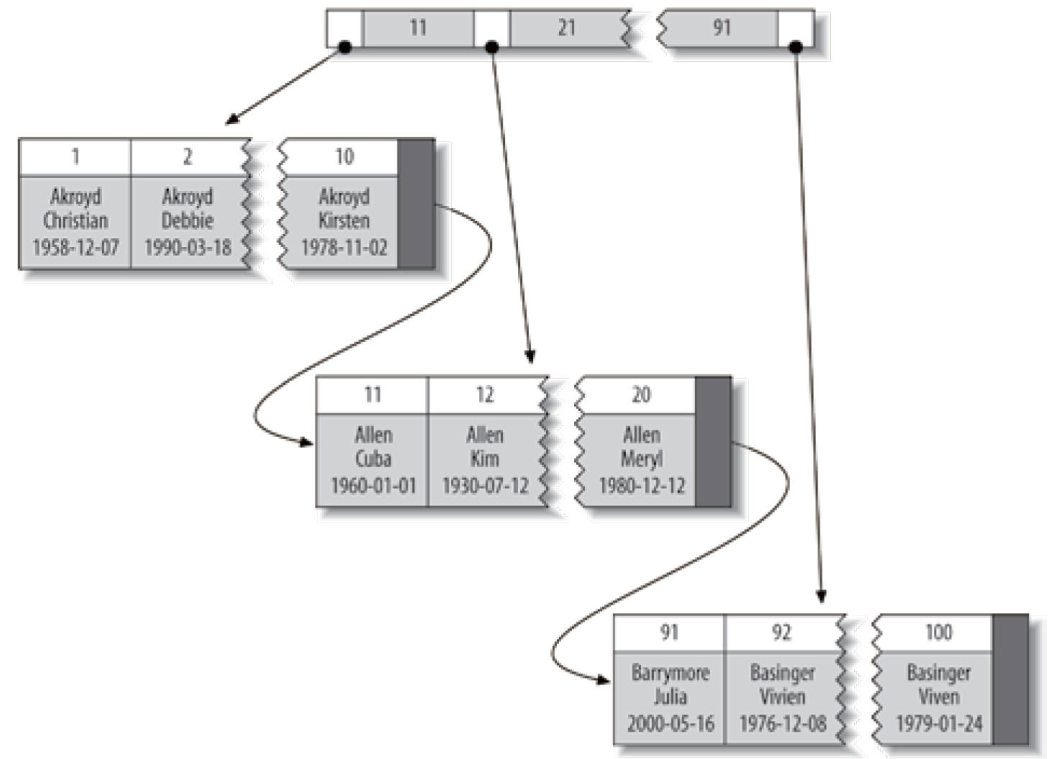 11 21 91
1 2 10
Akroyd Akroyd Akroyd
Christian Debbie Kirsten
1958-12-07 1990-03-18 1978-11-02
11 12 20
Allen Allen Allen
Cuba Kim Meryl
1960-01-01 1930-07-12 1980-12-12
91 92 100
Barrymore Basinger Basinger
Julia Vivien Viven
2000-05-16 1976-12-08 1979-01-24